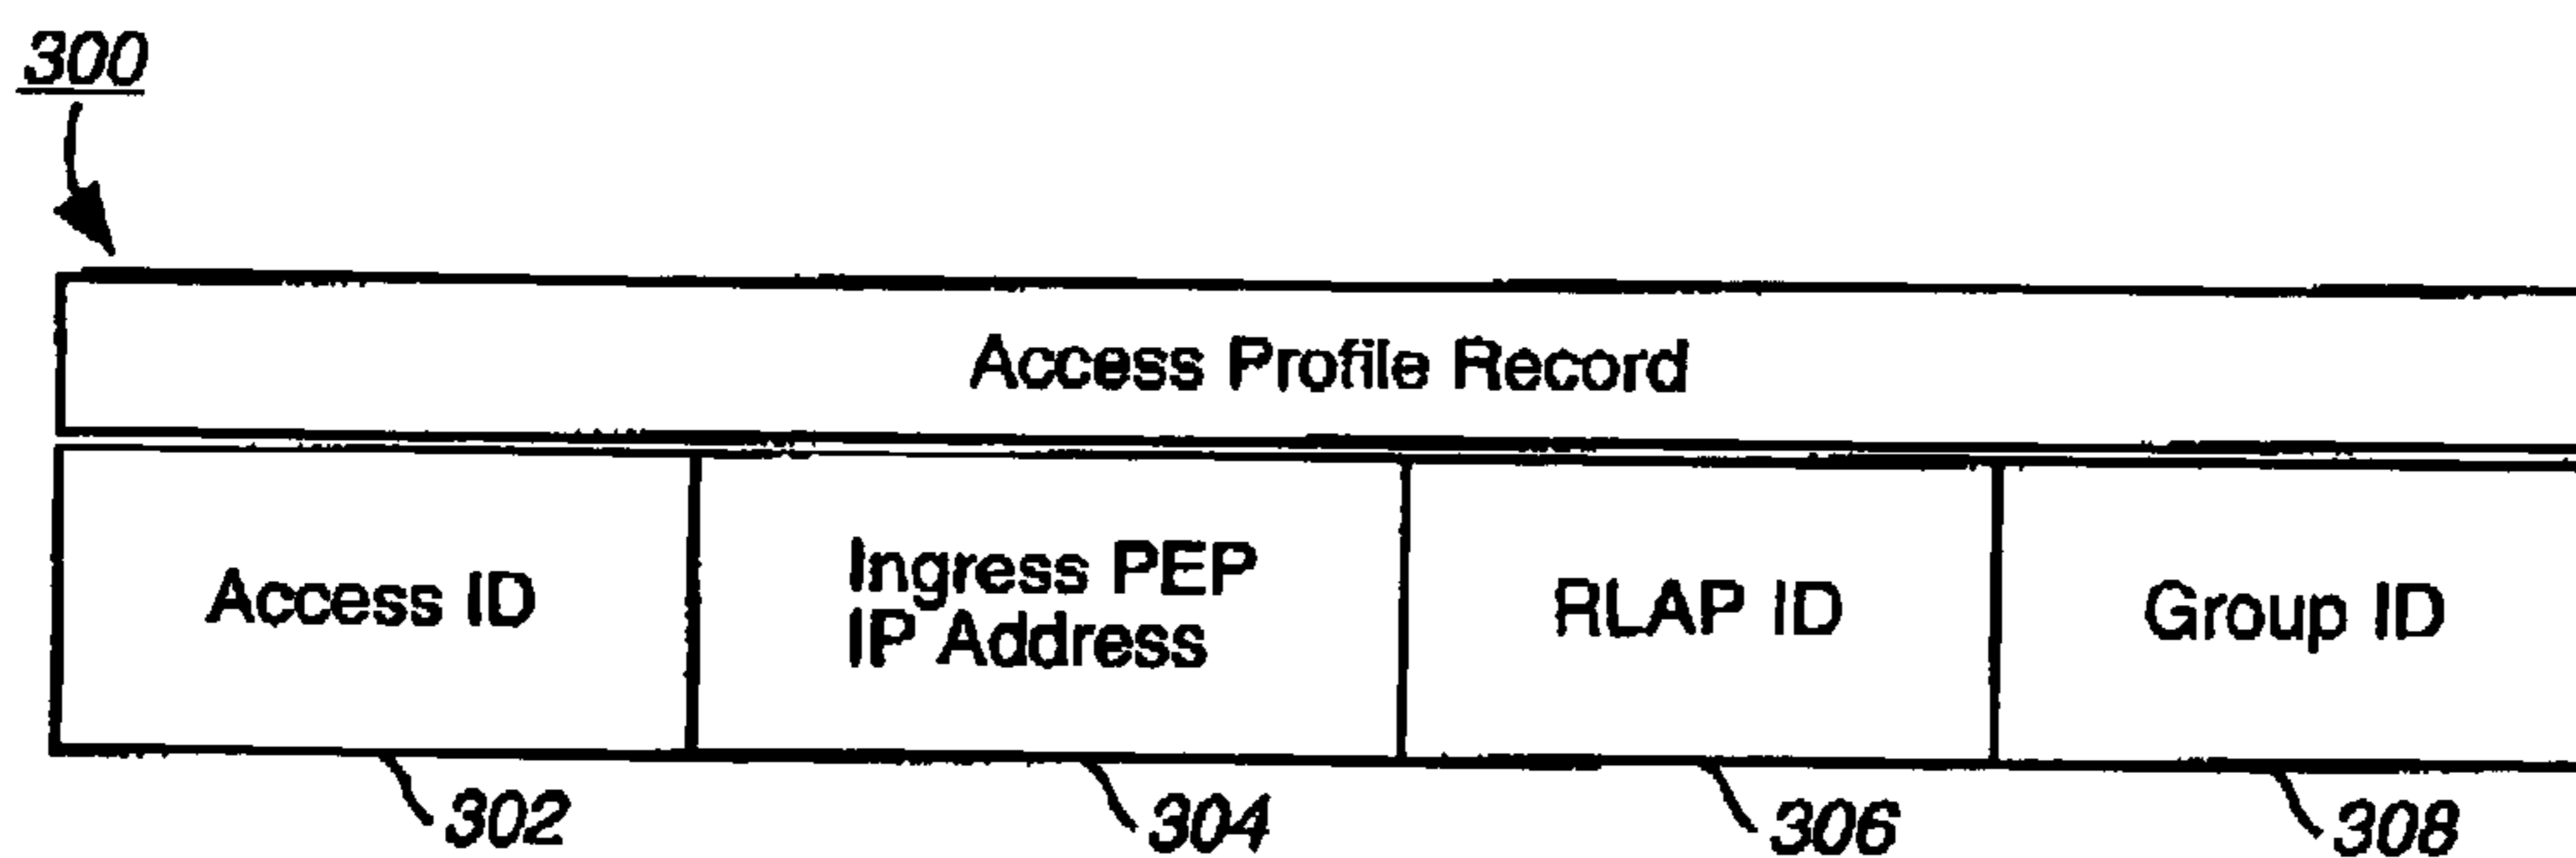 300
Access Profile Record
Access ID
Ingress PEP
IP Address
RLAP ID
Group ID
302
304
306
308